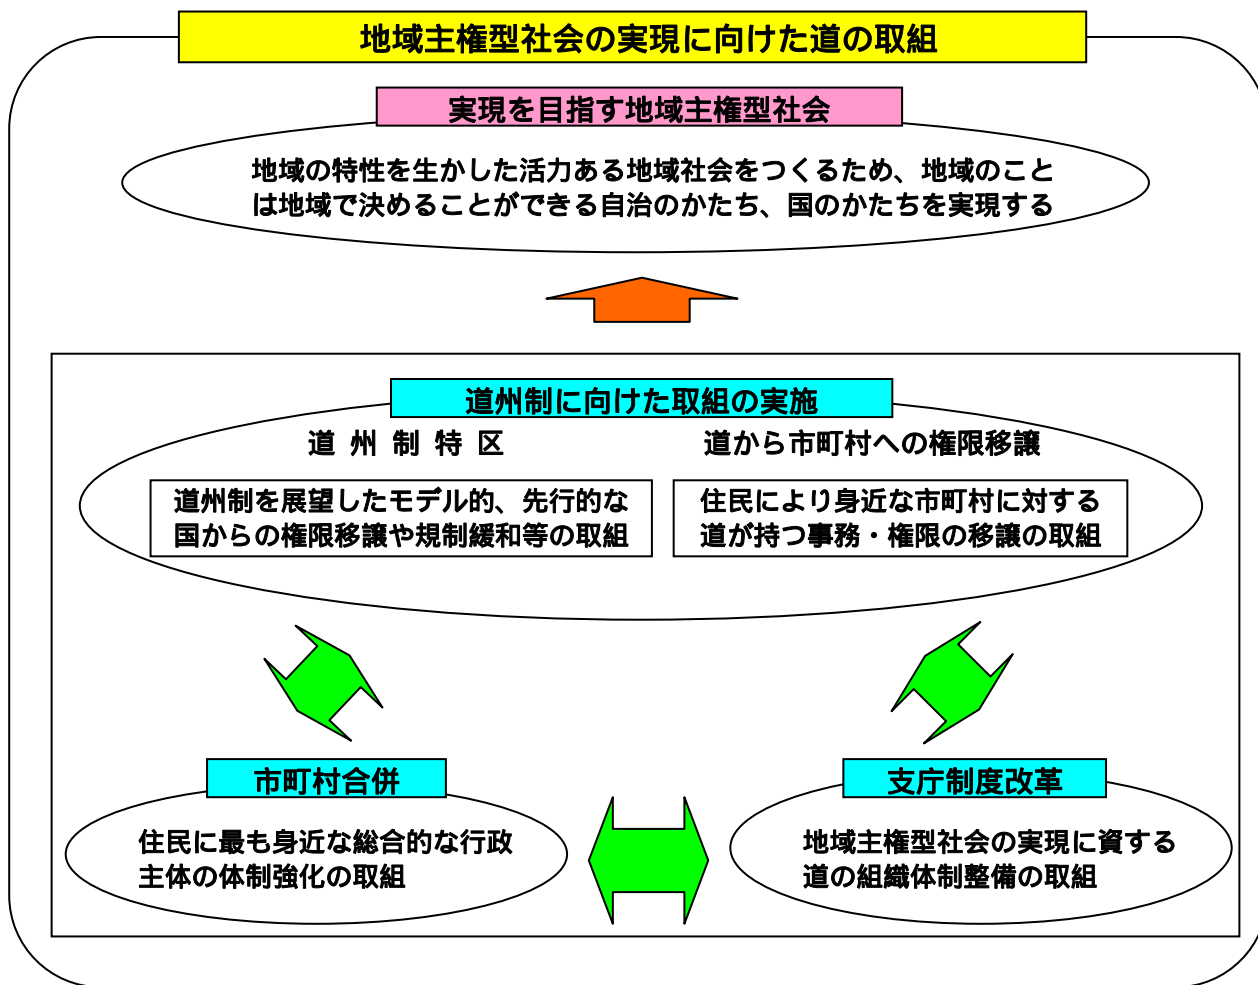 地域主権型社会の実現に向けた道の取組
実現を目指す地域主権型社会
地域の特性を生かした活力ある地域社会をつくるため、地域のこと
は地域で決めることができる自治のかたち、国のかたちを実現する
道州制に向けた取組の実施
道 州 制 特 区
道から市町村への権限移譲
道州制を展望したモデル的、先行的な
国からの権限移譲や規制緩和等の取組
住民により身近な市町村に対する
道が持つ事務・権限の移譲の取組
市町村合併
住民に最も身近な総合的な行政
主体の体制強化の取組
支庁制度改革
地域主権型社会の実現に資する
道の組織体制整備の取組